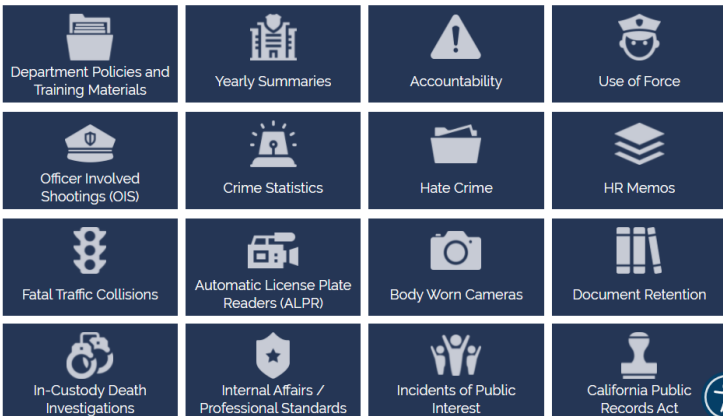 Department Policies and
Training Materials
Yearly Summaries
Accountability
Use of Force
Officer Involved
Shootings (OIS)
Crime Statistics
Hate Crime
HR Memos
Fatal Traffic Collisions
Automatic License Plate
Readers (ALPR)
Body Worn Cameras
Document Retention
In-Custody Death
Investigations
Internal Affairs /
Professional Standards
Incidents of Public
Interest
California Public
Records Act